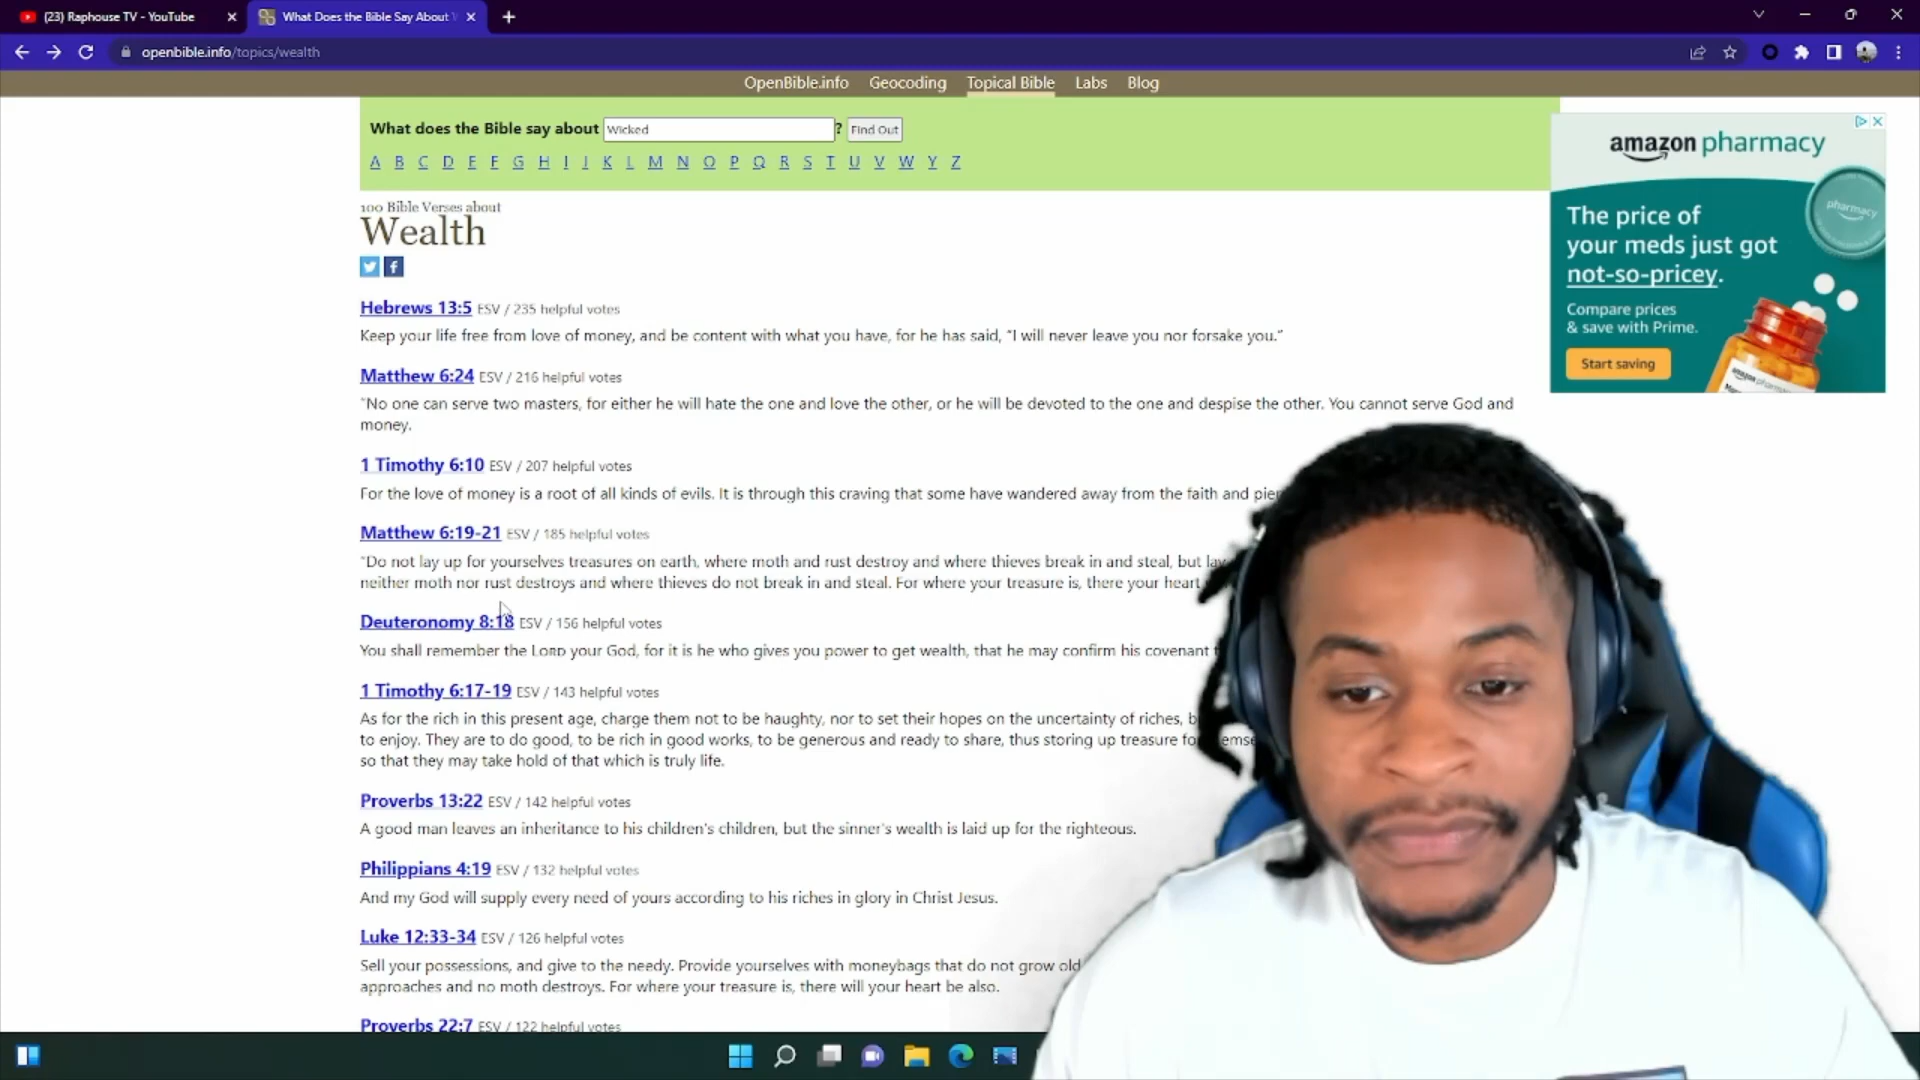 (23) Raphouse TV - YouTube
What Does the Bible Say About
openbible.info/topics/wealth
OpenBible.info Geocoding Topical Bible Labs Blog
What does the Bible say about Wicked ? Find Out
A B C D E F G H I J K L M N O P Q R S T U V W Y Z
100 Bible Verses about
Wealth
Hebrews 13:5 ESV / 235 helpful votes
Keep your life free from love of money, and be content with what you have, for he has said, “I will never leave you nor forsake you.”
Matthew 6:24 ESV / 216 helpful votes
“No one can serve two masters, for either he will hate the one and love the other, or he will be devoted to the one and despise the other. You cannot serve God and
money.
1 Timothy 6:10 ESV / 207 helpful votes
For the love of money is a root of all kinds of evils. It is through this craving that some have wandered away from the faith and
Matthew 6:19-21 ESV / 185 helpful votes
“Do not lay up for yourselves treasures on earth, where moth and rust destroy and where thieves break in and steal, but
neither moth nor rust destroys and where thieves do not break in and steal. For where your treasure is, there your heart
Deuteronomy 8:18 ESV / 156 helpful votes
You shall remember the LORD your God, for it is he who gives you power to get wealth, that he may confirm his covenant
1 Timothy 6:17-19 ESV / 143 helpful votes
As for the rich in this present age, charge them not to be haughty, nor to set their hopes on the uncertainty of riches,
to enjoy. They are to do good, to be rich in good works, to be generous and ready to share, thus storing up treasure
so that they may take hold of that which is truly life.
Proverbs 13:22 ESV / 142 helpful votes
A good man leaves an inheritance to his children's children, but the sinner's wealth is laid up for the righteous.
Philippians 4:19 ESV / 132 helpful votes
And my God will supply every need of yours according to his riches in glory in Christ Jesus.
Luke 12:33-34 ESV / 126 helpful votes
Sell your possessions, and give to the needy. Provide yourselves with moneybags that do not grow old
approaches and no moth destroys. For where your treasure is, there will your heart be also.
Proverbs 22:7 ESV / 122 helpful votes
amazon pharmacy
The price of
your meds just got
not-so-pricey.
Compare prices
& save with Prime.
Start saving
pharmacy